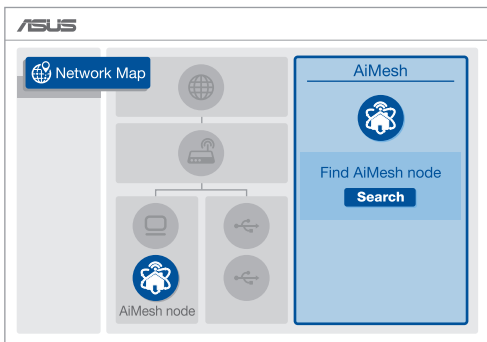 ASUS
Network Map
AiMesh
Find AiMesh node
Search
AiMesh node